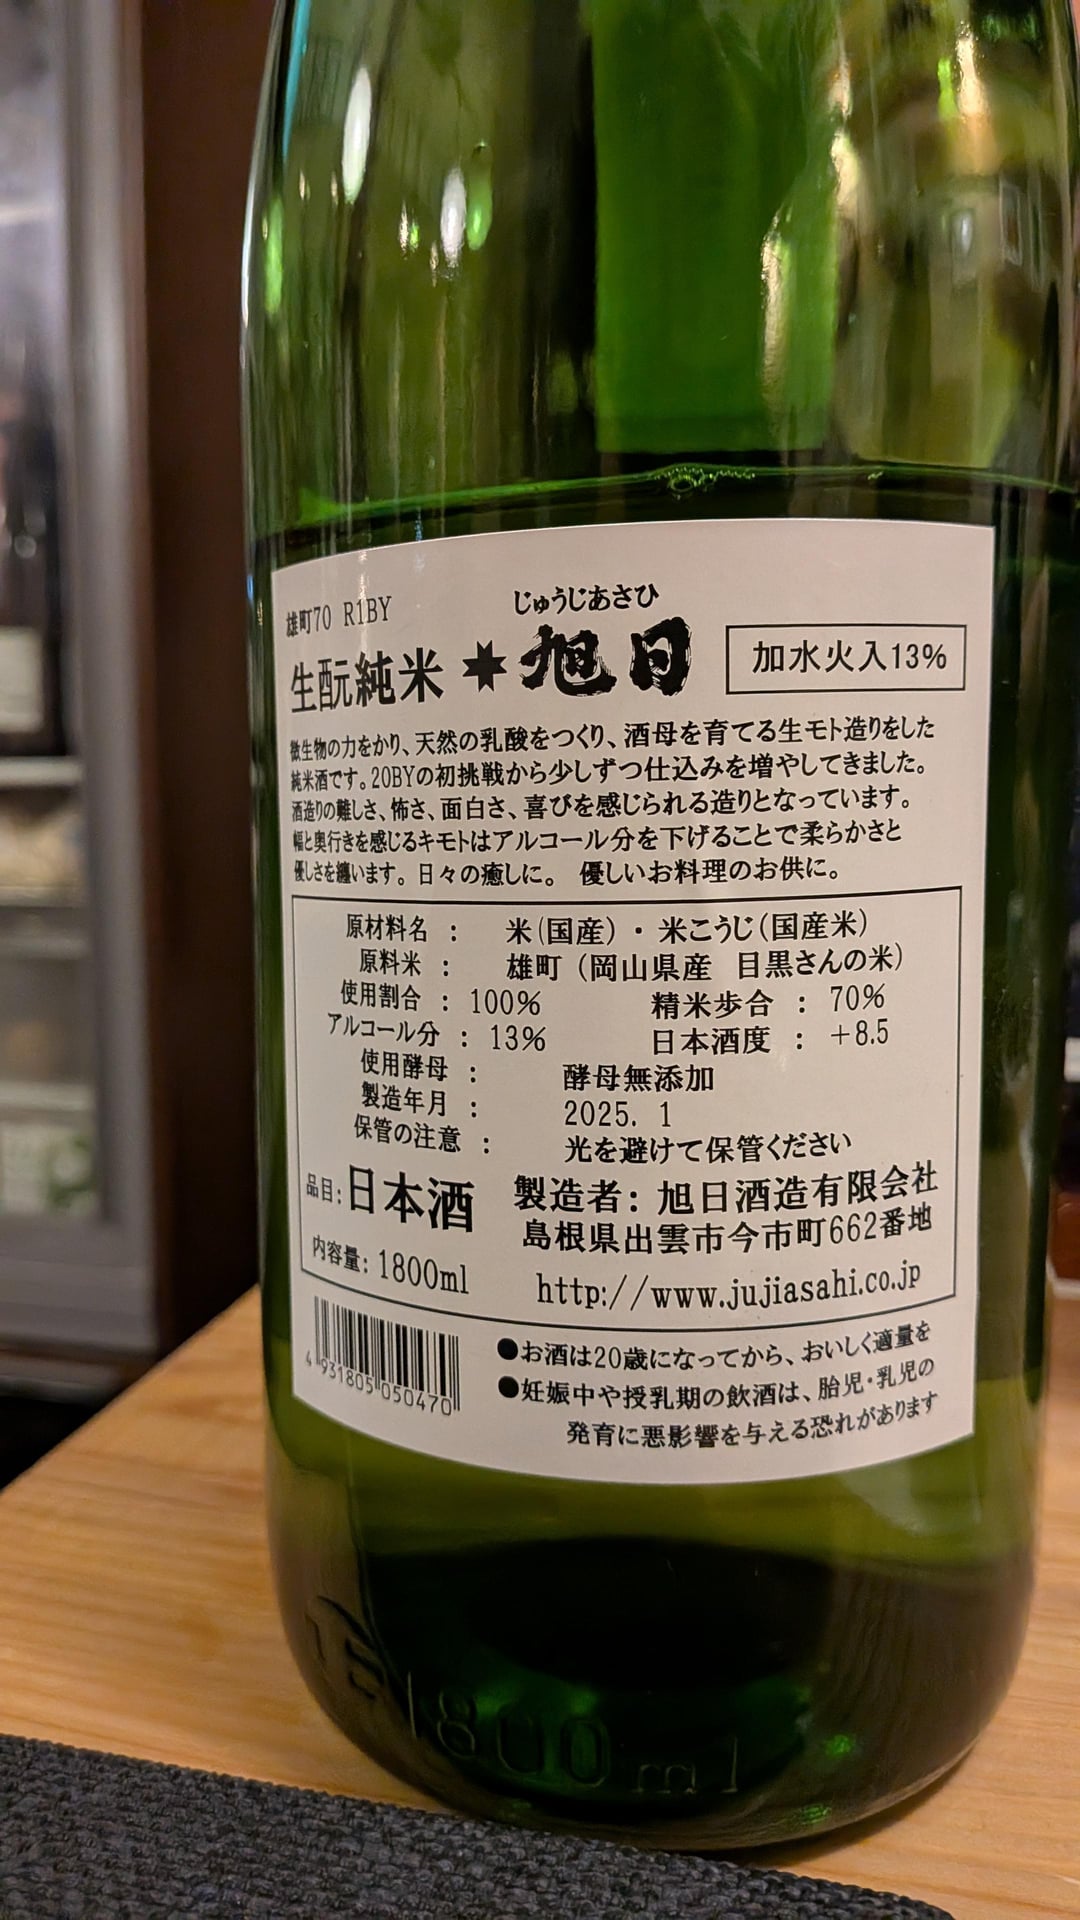 雄町70 R1BY
じゅうじあさひ
生酛純米 旭日 加水火入13%
微生物の力をかり、天然の乳酸をつくり、酒母を育てる生モト造りをした
純米酒です。20BYの初挑戦から少しずつ仕込みを増やしてきました。
酒造りの難しさ、怖さ、面白さ、喜びを感じられる造りとなっています。
幅と奥行きを感じるキモトはアルコール分を下げることで柔らかさと
優しさを纏います。日々の癒しに。 優しいお料理のお供に。
原材料名 : 米(国産)・米こうじ(国産米)
原料米 : 雄町(岡山県産 目黒さんの米)
使用割合 : 100% 精米歩合 : 70%
アルコール分 : 13% 日本酒度 : +8.5
使用酵母 : 酵母無添加
製造年月 : 2025. 1
保管の注意 : 光を避けて保管ください
品目:日本酒 製造者:旭日酒造有限会社
島根県出雲市今市町662番地
内容量:1800ml http://www.jujiasahi.co.jp
4 931805 050470
●お酒は20歳になってから、おいしく適量を
●妊娠中や授乳期の飲酒は、胎児・乳児の
発育に悪影響を与える恐れがあります
1800ml